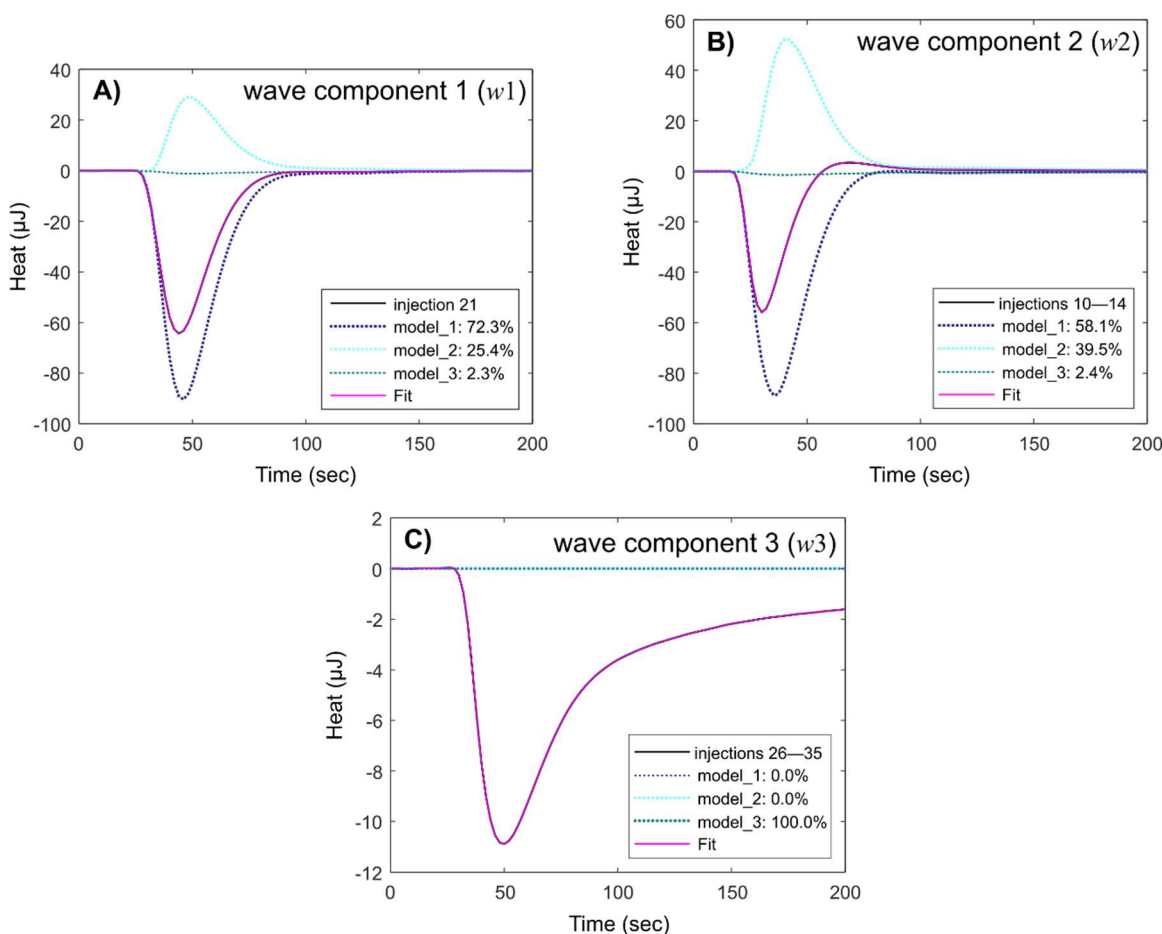 A)
wave component 1 (w1)
40
20
0
-20
-40
-60
-80
-100
Heat (µJ)
injection 21
model_1: 72.3%
model_2: 25.4%
model_3: 2.3%
Fit
0 50 100 150 200
Time (sec)
B)
wave component 2 (w2)
60
40
20
0
-20
-40
-60
-80
-100
Heat (µJ)
injections 10—14
model_1: 58.1%
model_2: 39.5%
model_3: 2.4%
Fit
0 50 100 150 200
Time (sec)
C)
wave component 3 (w3)
2
0
-2
-4
-6
-8
-10
-12
Heat (µJ)
injections 26—35
model_1: 0.0%
model_2: 0.0%
model_3: 100.0%
Fit
0 50 100 150 200
Time (sec)